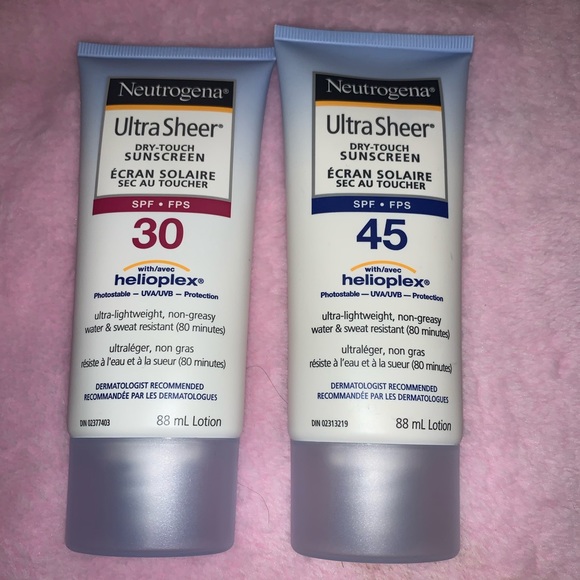 Neutrogena®
Ultra Sheer®
DRY-TOUCH
SUNSCREEN
ÉCRAN SOLAIRE
SEC AU TOUCHER
SPF • FPS
30
with/avec
helioplex®
Photostable — UVA/UVB — Protection
ultra-lightweight, non-greasy
water & sweat resistant (80 minutes)
ultraléger, non gras
résiste à l'eau et à la sueur (80 minutes)
DERMATOLOGIST RECOMMENDED
RECOMMANDÉE PAR LES DERMATOLOGUES
DIN 02377403 88 mL Lotion
Neutrogena®
Ultra Sheer®
DRY-TOUCH
SUNSCREEN
ÉCRAN SOLAIRE
SEC AU TOUCHER
SPF • FPS
45
with/avec
helioplex®
Photostable — UVA/UVB — Protection
ultra-lightweight, non-greasy
water & sweat resistant (80 minutes)
ultraléger, non gras
résiste à l'eau et à la sueur (80 minutes)
DERMATOLOGIST RECOMMENDED
RECOMMANDÉE PAR LES DERMATOLOGUES
DIN 02313219 88 mL Lotion